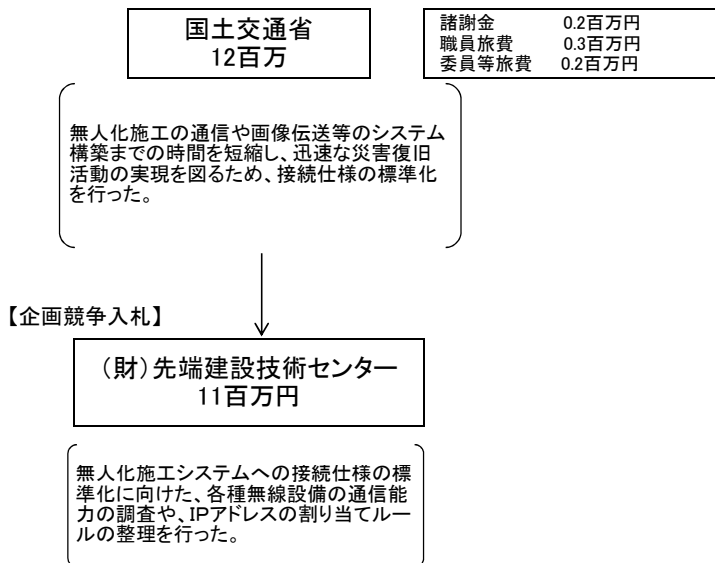 国土交通省
12百万
諸謝金 0.2百万円
職員旅費 0.3百万円
委員等旅費 0.2百万円
無人化施工の通信や画像伝送等のシステム
構築までの時間を短縮し、迅速な災害復旧
活動の実現を図るため、接続仕様の標準化
を行った。
【企画競争入札】
（財）先端建設技術センター
11百万円
無人化施工システムへの接続仕様の標
準化に向けた、各種無線設備の通信能
力の調査や、IPアドレスの割り当てルー
ルの整理を行った。